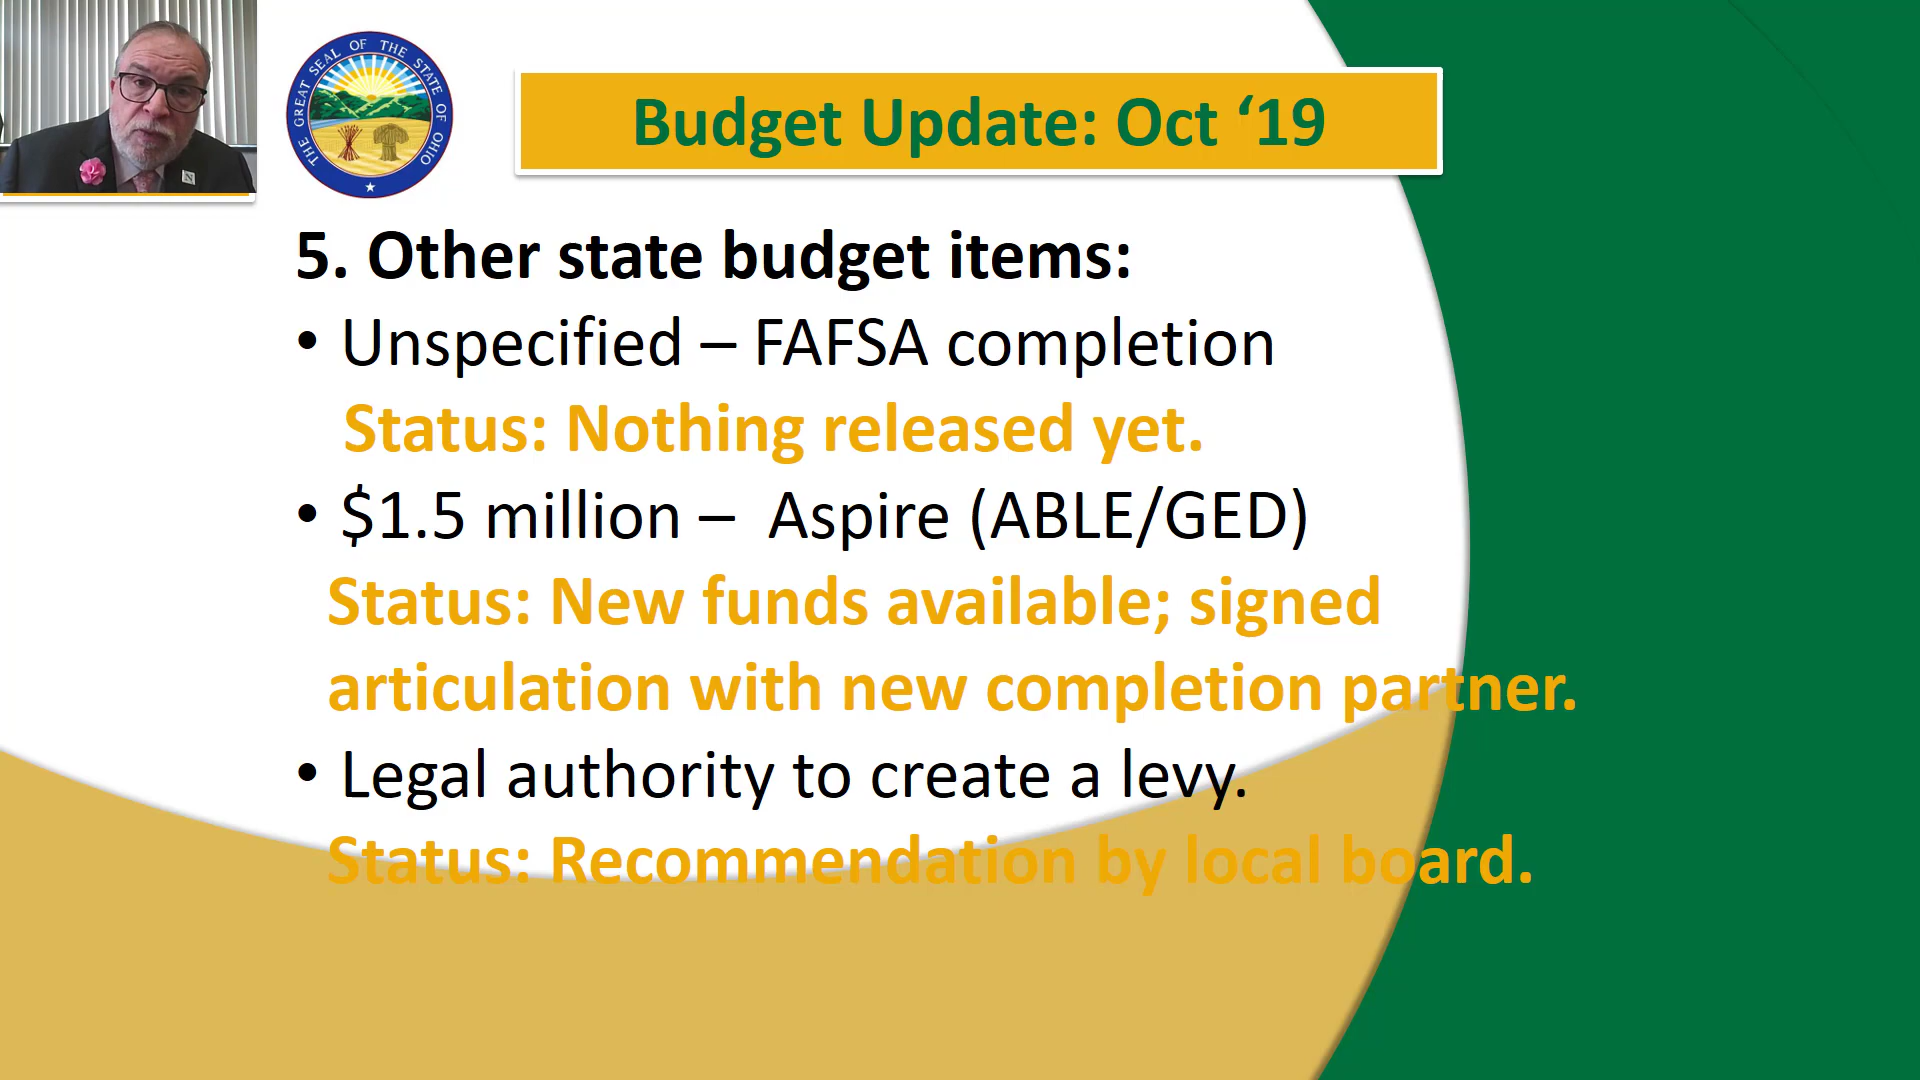 THE GREAT SEAL OF THE STATE OF OHIO
Budget Update: Oct ‘19
5. Other state budget items:
• Unspecified – FAFSA completion
Status: Nothing released yet.
• $1.5 million – Aspire (ABLE/GED)
Status: New funds available; signed
articulation with new completion partner.
• Legal authority to create a levy.
Status: Recommendation by local board.